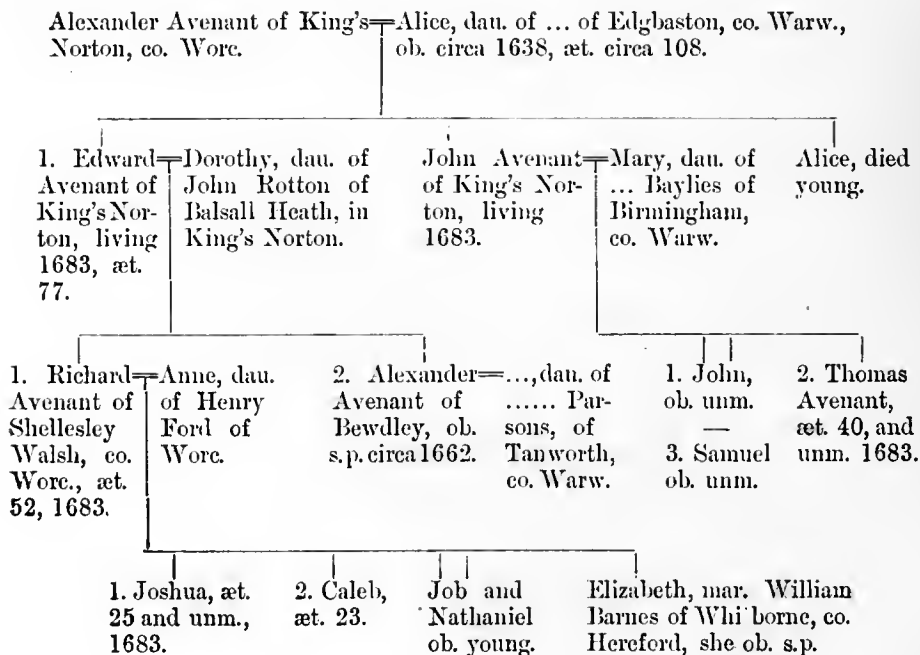 Alexander Avenant of King's
Norton, co. Worc.
Alice, dau. of ... of Edgbaston, co. Warw.,
ob. circa 1638, æt. circa 108.
1. Edward
Avenant of
King's Nor-
ton, living
1683, æt.
77.
Dorothy, dau. of
John Rotton of
Balsall Heath, in
King's Norton.
John Avenant
of King's Nor-
ton, living
1683.
Mary, dau. of
... Baylies of
Birmingham,
co. Warw.
Alice, died
young.
1. Richard
Avenant of
Shellesley
Walsh, co.
Worc., æt.
52, 1683.
Anne, dau.
of Henry
Ford of
Worc.
2. Alexander
Avenant of
Bewdley, ob.
s.p. circa 1662.
..., dau. of
...... Par-
sons, of
Tanworth,
co. Warw.
1. John,
ob. unm.
—
3. Samuel
ob. unm.
2. Thomas
Avenant,
æt. 40, and
unm. 1683.
1. Joshua, æt.
25 and unm.,
1683.
2. Caleb,
æt. 23.
Job and
Nathaniel
ob. young.
Elizabeth, mar. William
Barnes of Whi borne, co.
Hereford, she ob. s.p.